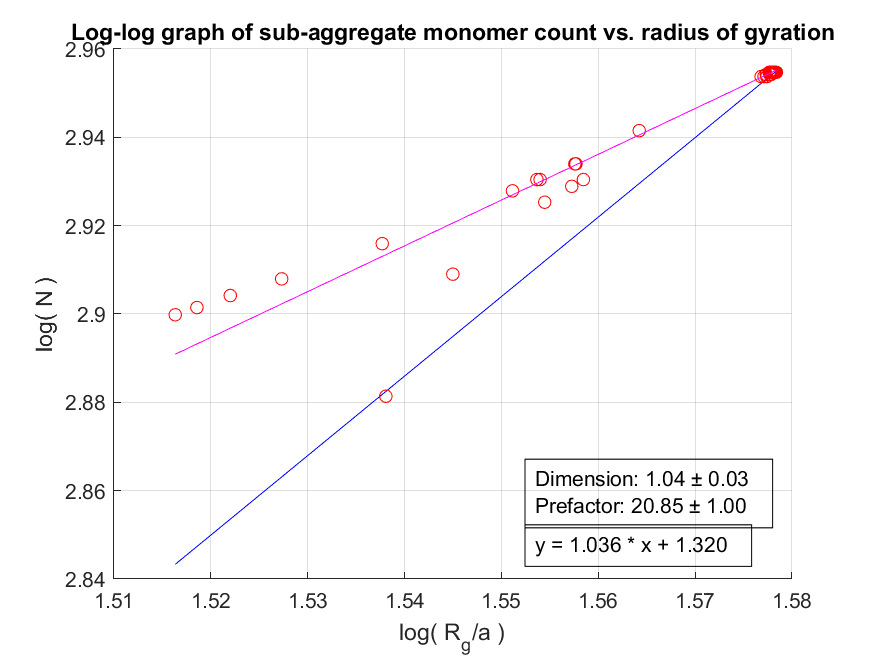 Log-log graph of sub-aggregate monomer count vs. radius of gyration
2.96
2.94
2.92
2.9
2.88
2.86
2.84
log( N )
Dimension: 1.04 ± 0.03
Prefactor: 20.85 ± 1.00
y = 1.036 * x + 1.320
1.51 1.52 1.53 1.54 1.55 1.56 1.57 1.58
log( Rg/a )